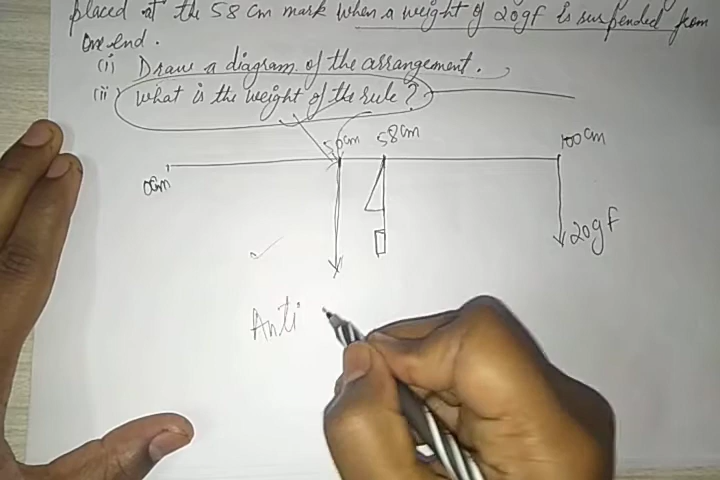 placed at the 58 cm mark when a weight of 20gf is suspended from
one end.
(i) Draw a diagram of the arrangement.
(ii) What is the weight of the rule?
50cm 58cm 100cm
0cm
20gf
Anti